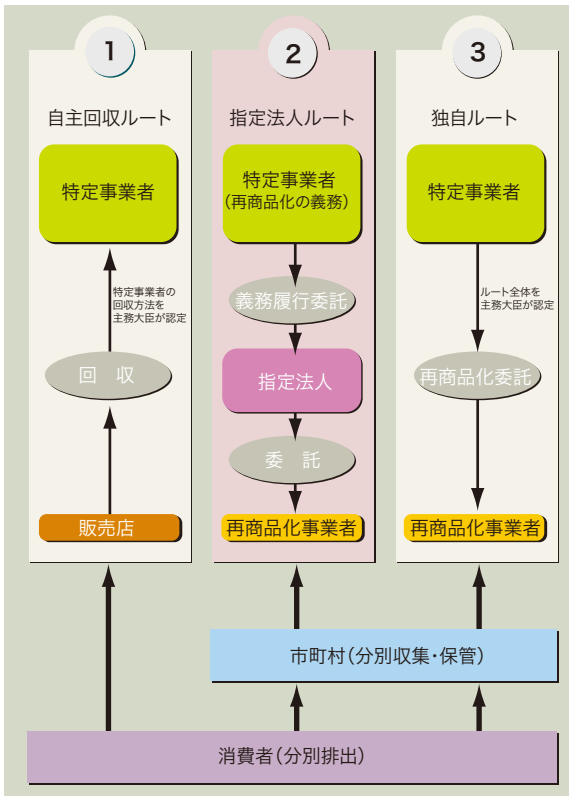 1
自主回収ルート
特定事業者
特定事業者の
回収方法を
主務大臣が認定
回 収
販売店
2
指定法人ルート
特定事業者
(再商品化の義務)
義務履行委託
指定法人
委 託
再商品化事業者
3
独自ルート
特定事業者
ルート全体を
主務大臣が認定
再商品化委託
再商品化事業者
市町村(分別収集・保管)
消費者(分別排出)